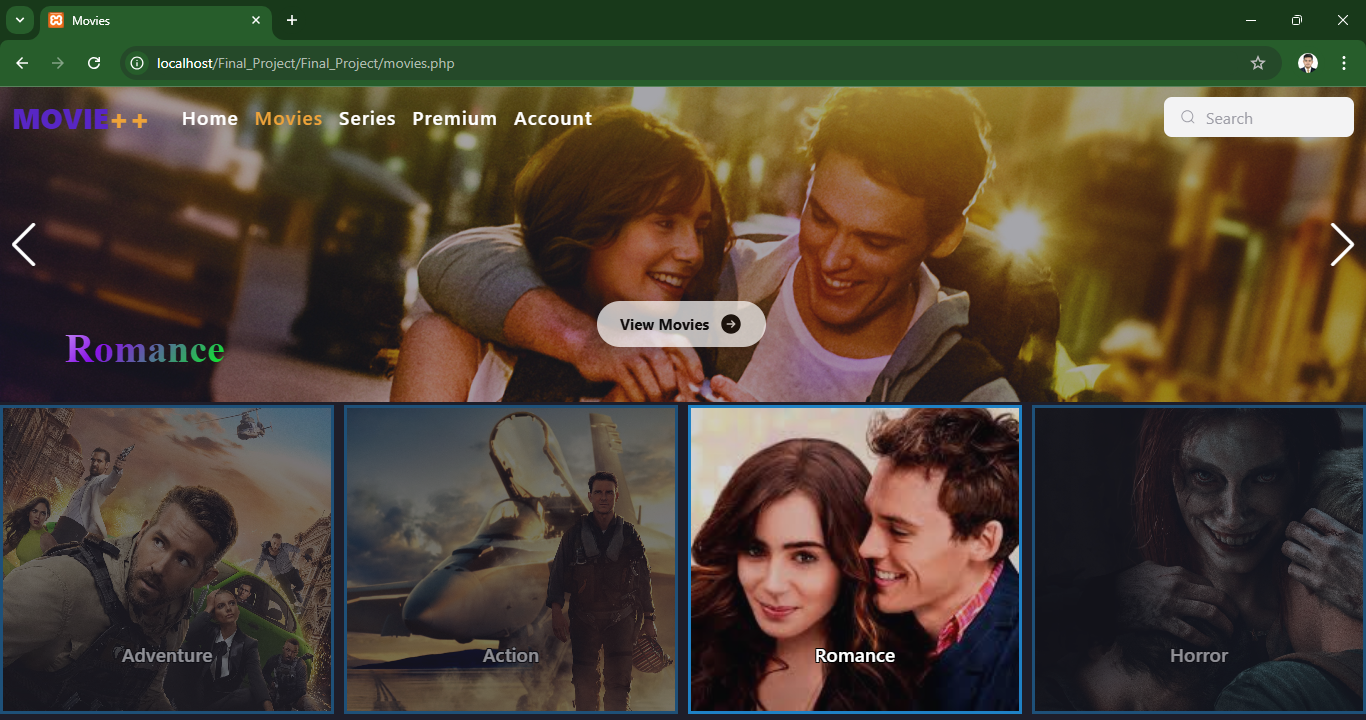 Movies
localhost/Final_Project/Final_Project/movies.php
MOVIE++ Home Movies Series Premium Account Search
View Movies
Romance
Adventure Action Romance Horror